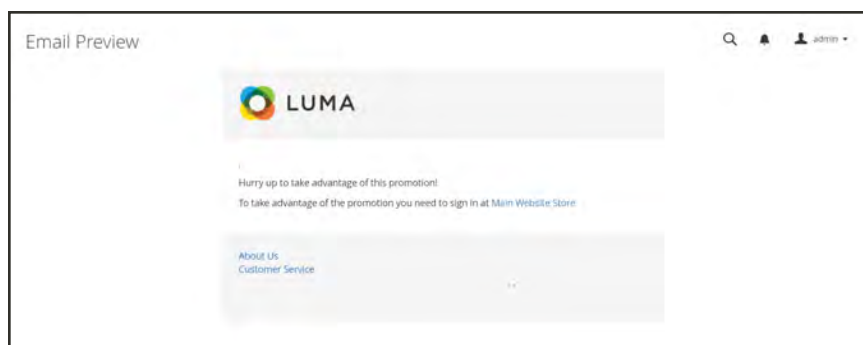 Email Preview
admin
LUMA
,
Hurry up to take advantage of this promotion!
To take advantage of the promotion you need to sign in at Main Website Store
About Us
Customer Service
, ,